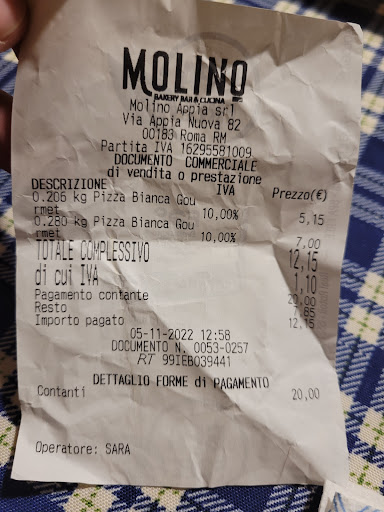 MOLINO
BAKERY BAR & CUCINA
Molino Appia srl
Via Appia Nuova 82
00183 Roma RM
Partita IVA 16295581009
DOCUMENTO COMMERCIALE
di vendita o prestazione
DESCRIZIONE IVA Prezzo(€)
0.206 kg Pizza Bianca Gou
rmet 10,00% 5,15
0.280 kg Pizza Bianca Gou
rmet 10,00% 7,00
TOTALE COMPLESSIVO 12,15
di cui IVA 1,10
Pagamento contante 20,00
Resto 7,85
Importo pagato 12,15
05-11-2022 12:58
DOCUMENTO N. 0053-0257
RT 99IEB039441
DETTAGLIO FORME di PAGAMENTO
Contanti 20,00
Operatore: SARA